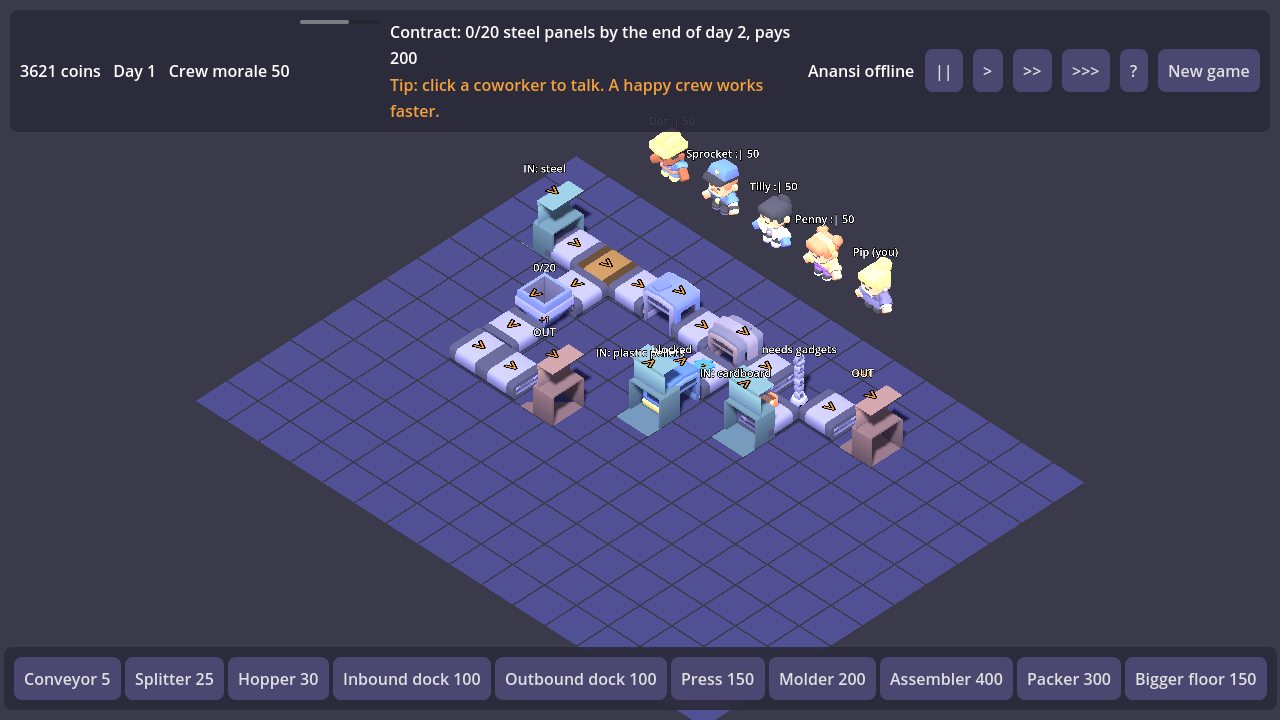 3621 coins Day 1 Crew morale 50
Contract: 0/20 steel panels by the end of day 2, pays
200
Tip: click a coworker to talk. A happy crew works
faster.
Anansi offline || > >> >>> ? New game
Dot :| 50
Sprocket :| 50
IN: steel
Tilly :| 50
Penny :| 50
Pip (you)
0/20
OUT
IN: plastic pellets
needs gadgets
IN: cardboard
OUT
Conveyor 5 Splitter 25 Hopper 30 Inbound dock 100 Outbound dock 100 Press 150 Molder 200 Assembler 400 Packer 300 Bigger floor 150